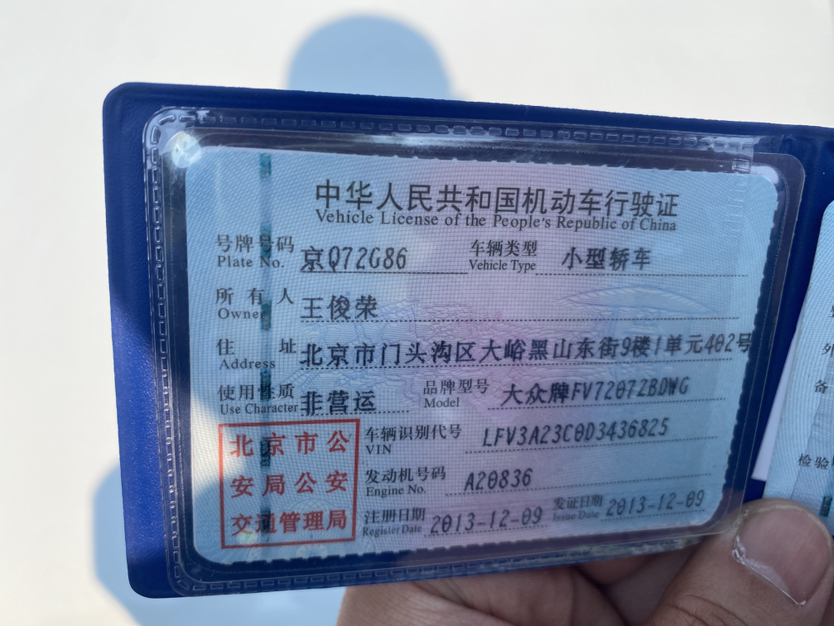 中华人民共和国机动车行驶证
Vehicle License of the People's Republic of China
号牌号码 京Q72G86 车辆类型 小型轿车
Plate No. Vehicle Type
所有人 王俊荣
Owner
住址 北京市门头沟区大峪黑山东街9楼1单元402号
Address
使用性质 非营运 品牌型号 大众牌FV7207ZBDWG
Use Character Model
北京市公 车辆识别代号 LFV3A23C0D3436825
VIN
安局公安 发动机号码 A20836
Engine No.
交通管理局 注册日期 2013-12-09 发证日期 2013-12-09
Register Date Issue Date
外
备
检验